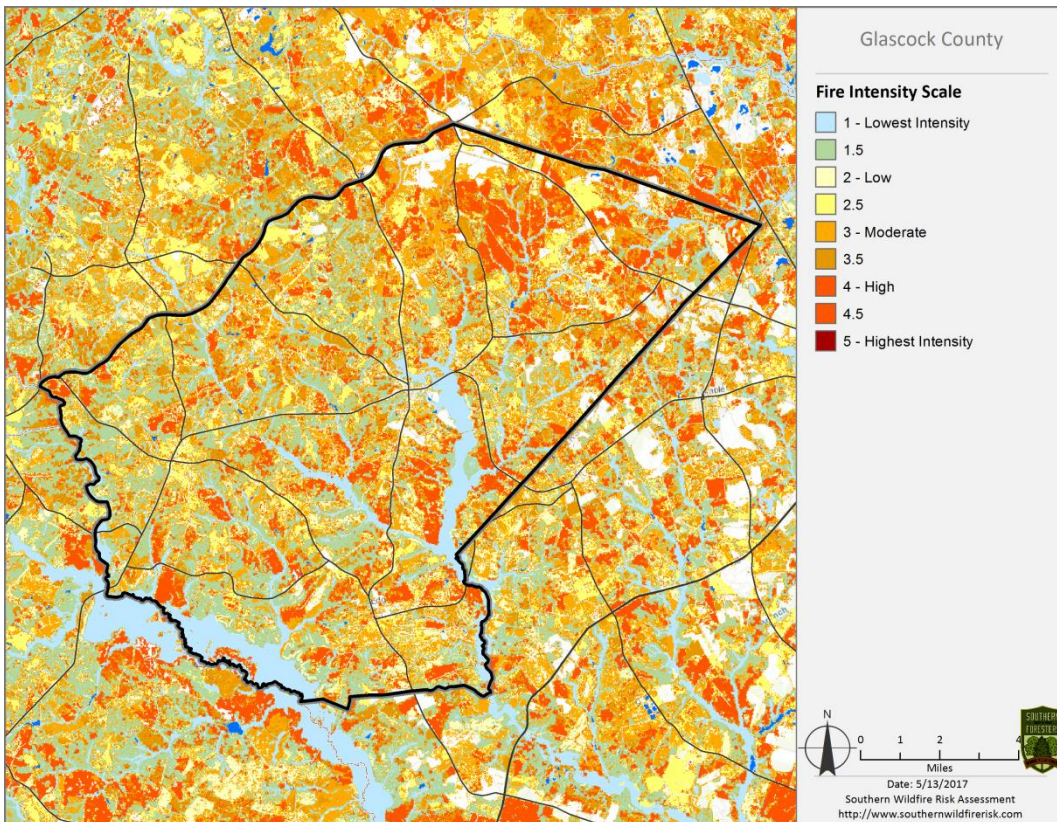 Glascock County
Fire Intensity Scale
1 - Lowest Intensity
1.5
2 - Low
2.5
3 - Moderate
3.5
4 - High
4.5
5 - Highest Intensity
N
0 1 2 4
Miles
SOUTHERN
FORESTERS
Date: 5/13/2017
Southern Wildfire Risk Assessment
http://www.southernwildfirerisk.com